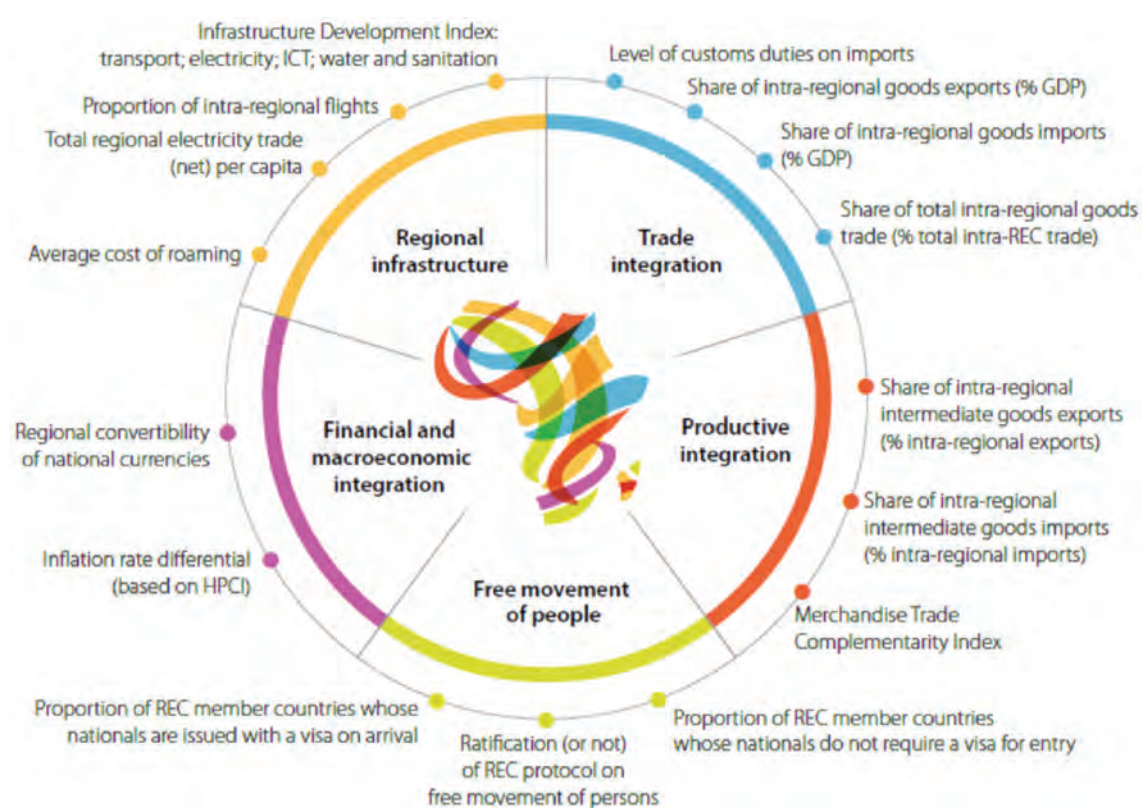 Infrastructure Development Index:
transport; electricity; ICT; water and sanitation
Proportion of intra-regional flights
Total regional electricity trade
(net) per capita
Average cost of roaming
Regional
infrastructure
Level of customs duties on imports
Share of intra-regional goods exports (% GDP)
Share of intra-regional goods imports
(% GDP)
Share of total intra-regional goods
trade (% total intra-REC trade)
Trade
integration
Share of intra-regional
intermediate goods exports
(% intra-regional exports)
Share of intra-regional
intermediate goods imports
(% intra-regional imports)
Merchandise Trade
Complementarity Index
Productive
integration
Free movement
of people
Proportion of REC member countries
whose nationals do not require a visa for entry
Ratification (or not)
of REC protocol on
free movement of persons
Proportion of REC member countries whose
nationals are issued with a visa on arrival
Financial and
macroeconomic
integration
Regional convertibility
of national currencies
Inflation rate differential
(based on HPCI)